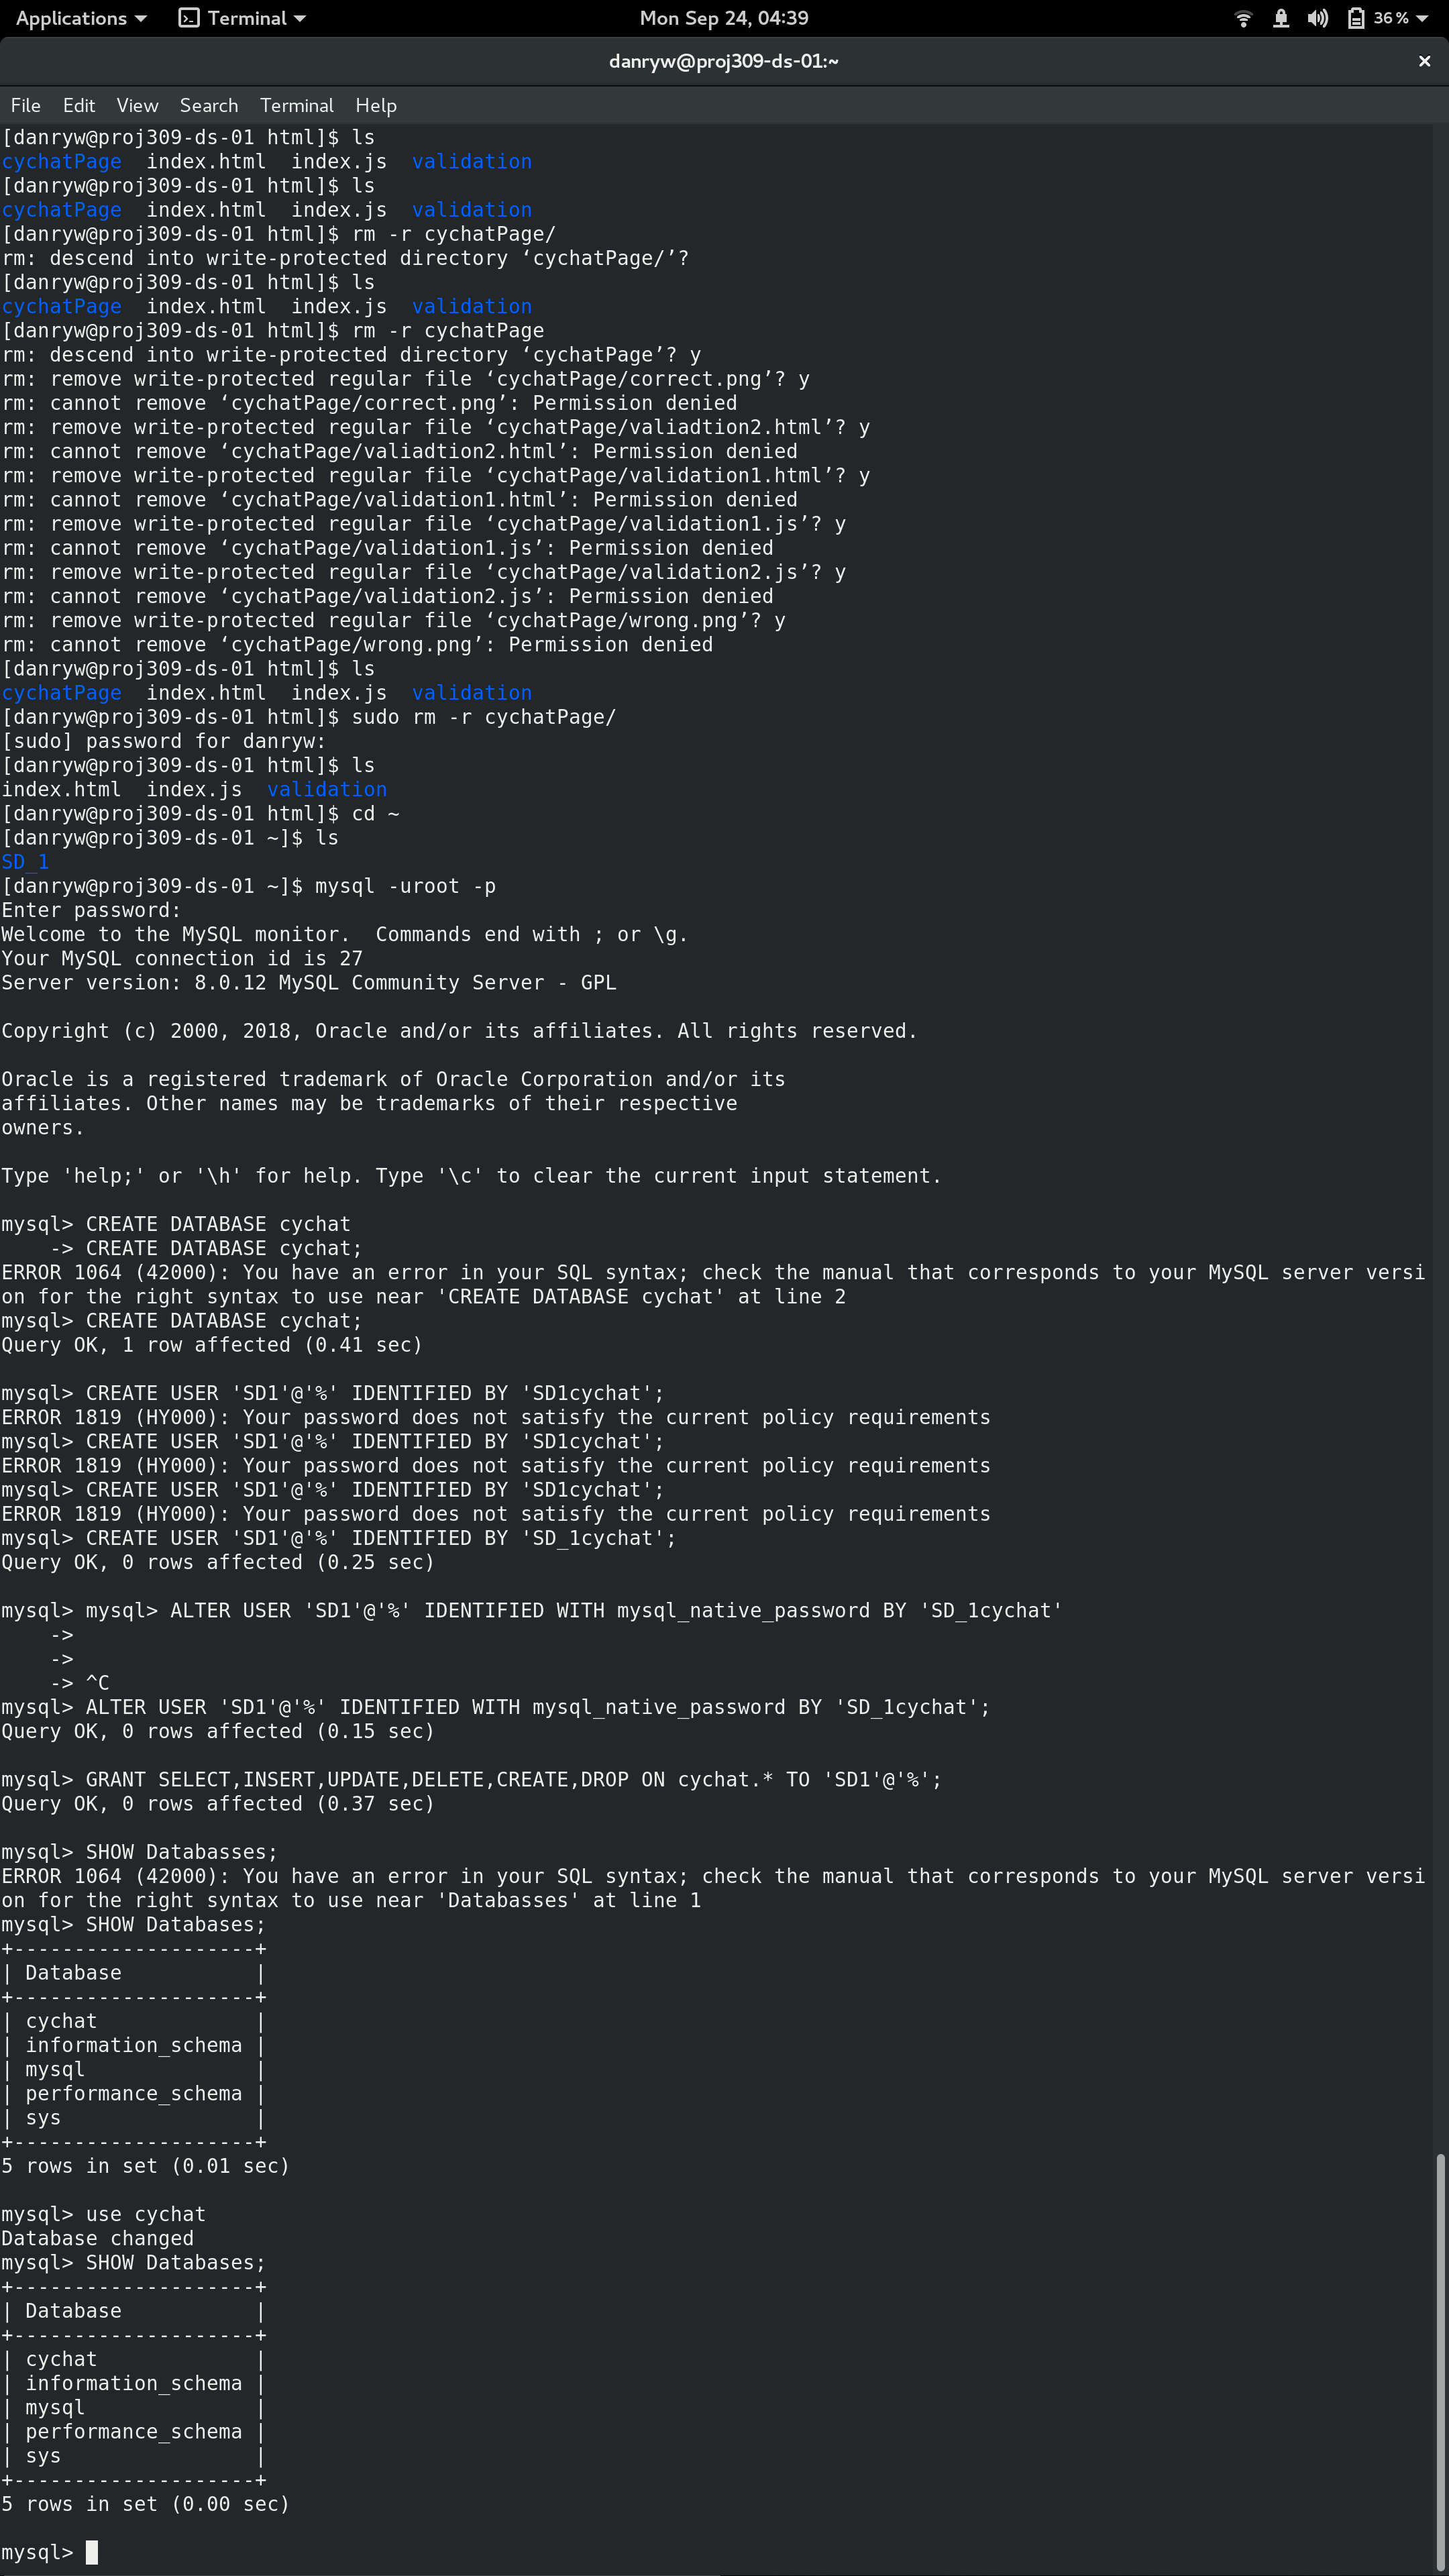 Applications Terminal Mon Sep 24, 04:39 36 %
danryw@proj309-ds-01:~ ×
File Edit View Search Terminal Help
[danryw@proj309-ds-01 html]$ ls
cychatPage  index.html  index.js  validation
[danryw@proj309-ds-01 html]$ ls
cychatPage  index.html  index.js  validation
[danryw@proj309-ds-01 html]$ rm -r cychatPage/
rm: descend into write-protected directory ‘cychatPage/’?
[danryw@proj309-ds-01 html]$ ls
cychatPage  index.html  index.js  validation
[danryw@proj309-ds-01 html]$ rm -r cychatPage
rm: descend into write-protected directory ‘cychatPage’? y
rm: remove write-protected regular file ‘cychatPage/correct.png’? y
rm: cannot remove ‘cychatPage/correct.png’: Permission denied
rm: remove write-protected regular file ‘cychatPage/valiadtion2.html’? y
rm: cannot remove ‘cychatPage/valiadtion2.html’: Permission denied
rm: remove write-protected regular file ‘cychatPage/validation1.html’? y
rm: cannot remove ‘cychatPage/validation1.html’: Permission denied
rm: remove write-protected regular file ‘cychatPage/validation1.js’? y
rm: cannot remove ‘cychatPage/validation1.js’: Permission denied
rm: remove write-protected regular file ‘cychatPage/validation2.js’? y
rm: cannot remove ‘cychatPage/validation2.js’: Permission denied
rm: remove write-protected regular file ‘cychatPage/wrong.png’? y
rm: cannot remove ‘cychatPage/wrong.png’: Permission denied
[danryw@proj309-ds-01 html]$ ls
cychatPage  index.html  index.js  validation
[danryw@proj309-ds-01 html]$ sudo rm -r cychatPage/
[sudo] password for danryw:
[danryw@proj309-ds-01 html]$ ls
index.html  index.js  validation
[danryw@proj309-ds-01 html]$ cd ~
[danryw@proj309-ds-01 ~]$ ls
SD_1
[danryw@proj309-ds-01 ~]$ mysql -uroot -p
Enter password:
Welcome to the MySQL monitor.  Commands end with ; or \g.
Your MySQL connection id is 27
Server version: 8.0.12 MySQL Community Server - GPL
Copyright (c) 2000, 2018, Oracle and/or its affiliates. All rights reserved.
Oracle is a registered trademark of Oracle Corporation and/or its
affiliates. Other names may be trademarks of their respective
owners.
Type 'help;' or '\h' for help. Type '\c' to clear the current input statement.
mysql> CREATE DATABASE cychat
    -> CREATE DATABASE cychat;
ERROR 1064 (42000): You have an error in your SQL syntax; check the manual that corresponds to your MySQL server versi
on for the right syntax to use near 'CREATE DATABASE cychat' at line 2
mysql> CREATE DATABASE cychat;
Query OK, 1 row affected (0.41 sec)
mysql> CREATE USER 'SD1'@'%' IDENTIFIED BY 'SD1cychat';
ERROR 1819 (HY000): Your password does not satisfy the current policy requirements
mysql> CREATE USER 'SD1'@'%' IDENTIFIED BY 'SD1cychat';
ERROR 1819 (HY000): Your password does not satisfy the current policy requirements
mysql> CREATE USER 'SD1'@'%' IDENTIFIED BY 'SD1cychat';
ERROR 1819 (HY000): Your password does not satisfy the current policy requirements
mysql> CREATE USER 'SD1'@'%' IDENTIFIED BY 'SD_1cychat';
Query OK, 0 rows affected (0.25 sec)
mysql> mysql> ALTER USER 'SD1'@'%' IDENTIFIED WITH mysql_native_password BY 'SD_1cychat'
    ->
    ->
    -> ^C
mysql> ALTER USER 'SD1'@'%' IDENTIFIED WITH mysql_native_password BY 'SD_1cychat';
Query OK, 0 rows affected (0.15 sec)
mysql> GRANT SELECT,INSERT,UPDATE,DELETE,CREATE,DROP ON cychat.* TO 'SD1'@'%';
Query OK, 0 rows affected (0.37 sec)
mysql> SHOW Databasses;
ERROR 1064 (42000): You have an error in your SQL syntax; check the manual that corresponds to your MySQL server versi
on for the right syntax to use near 'Databasses' at line 1
mysql> SHOW Databases;
+--------------------+
| Database           |
+--------------------+
| cychat             |
| information_schema |
| mysql              |
| performance_schema |
| sys                |
+--------------------+
5 rows in set (0.01 sec)
mysql> use cychat
Database changed
mysql> SHOW Databases;
+--------------------+
| Database           |
+--------------------+
| cychat             |
| information_schema |
| mysql              |
| performance_schema |
| sys                |
+--------------------+
5 rows in set (0.00 sec)
mysql>